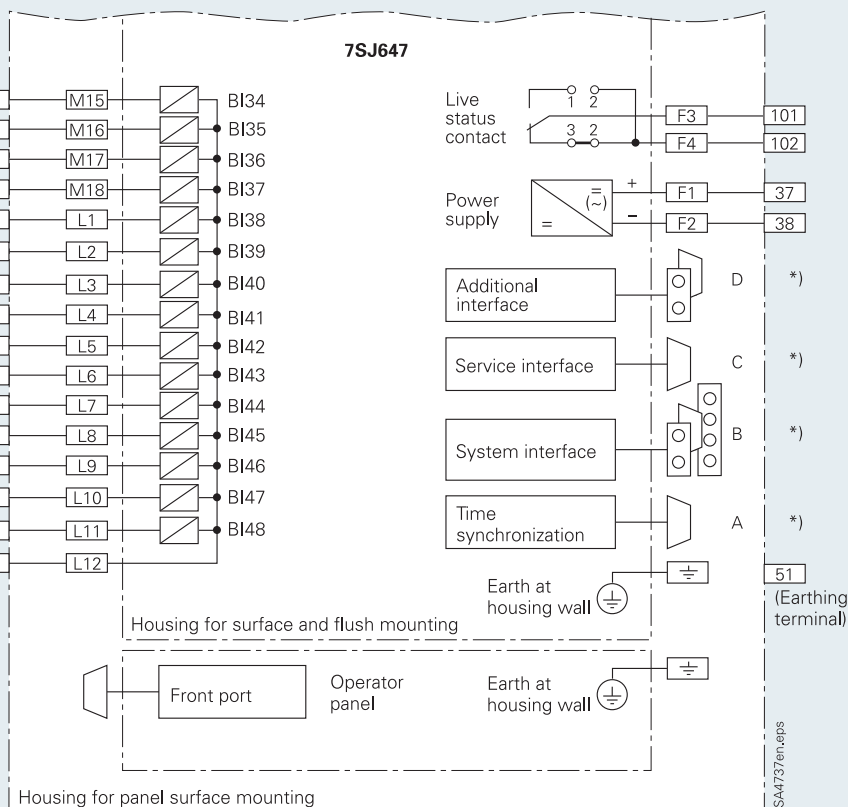 7SJ647
M15 BI34
M16 BI35
M17 BI36
M18 BI37
L1 BI38
L2 BI39
L3 BI40
L4 BI41
L5 BI42
L6 BI43
L7 BI44
L8 BI45
L9 BI46
L10 BI47
L11 BI48
L12
Live
status
contact
1 2
3 2
F3 101
F4 102
Power
supply
=
(~)
=
+ F1 37
– F2 38
Additional
interface
D *)
Service interface C *)
System interface B *)
Time
synchronization
A *)
Earth at
housing wall
51
(Earthing
terminal)
Housing for surface and flush mounting
Front port
Operator
panel
Earth at
housing wall
Housing for panel surface mounting
SA4737en.eps